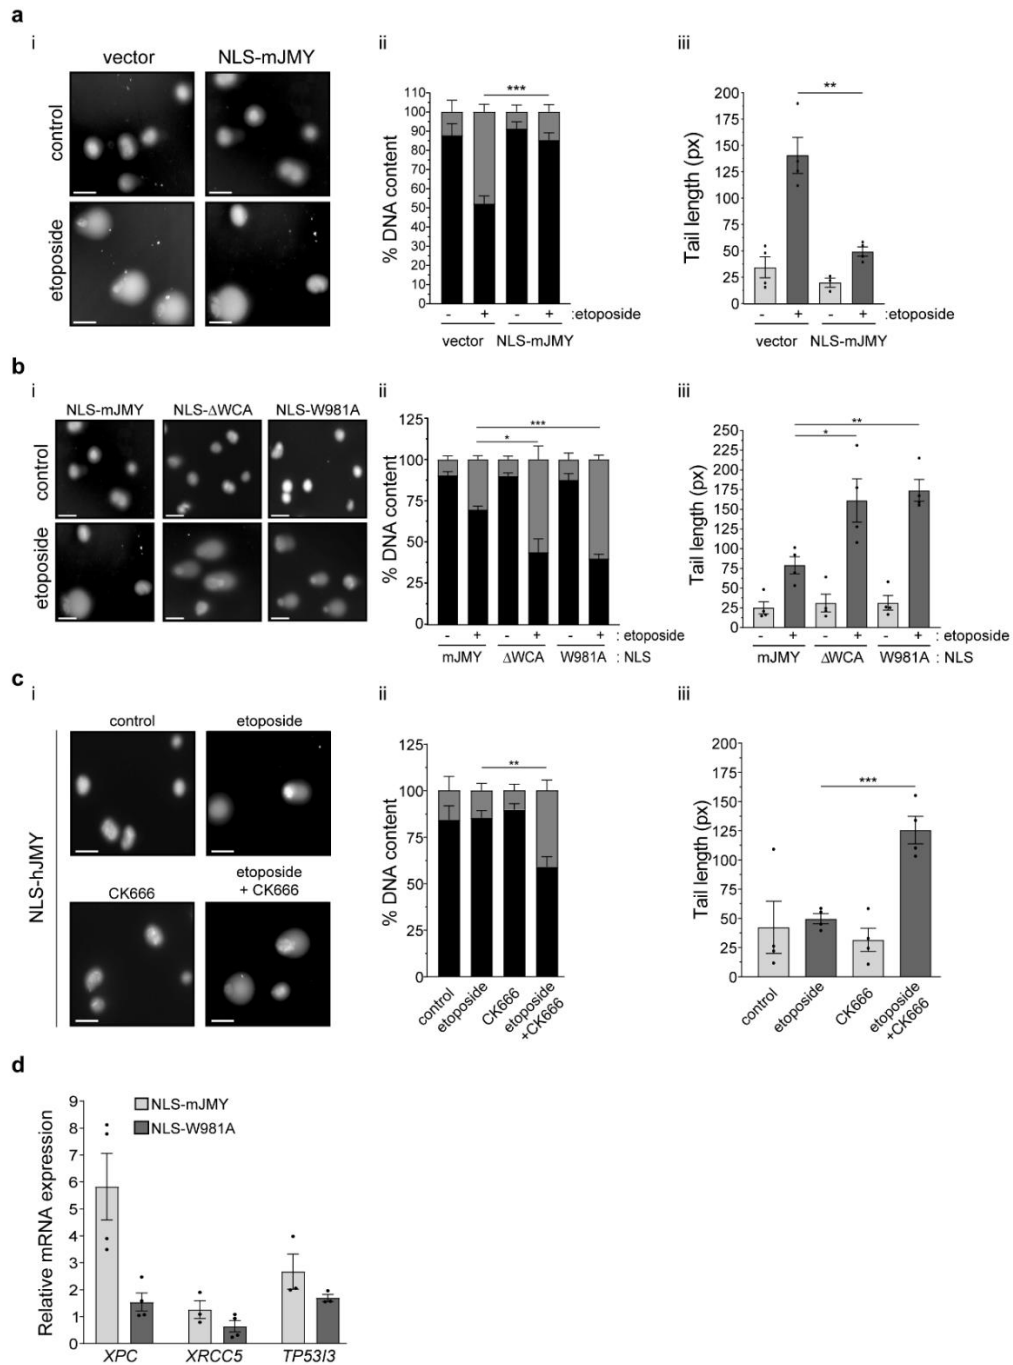 a
i
vector NLS-mJMY
control
etoposide
ii
% DNA content
110
100
90
80
70
60
50
40
30
20
10
0
***
- + - + :etoposide
vector NLS-mJMY
iii
Tail length (px)
200
175
150
125
100
75
50
25
0
**
- + - + :etoposide
vector NLS-mJMY
b
i
NLS-mJMY NLS-ΔWCA NLS-W981A
control
etoposide
ii
% DNA content
125
100
75
50
25
0
***
*
- + - + - + : etoposide
mJMY ΔWCA W981A : NLS
iii
Tail length (px)
250
225
200
175
150
125
100
75
50
25
0
**
*
- + - + - + : etoposide
mJMY ΔWCA W981A : NLS
c
i
NLS-hJMY
control etoposide
CK666 etoposide
+ CK666
ii
% DNA content
125
100
75
50
25
0
**
control
etoposide
CK666
etoposide
+CK666
iii
Tail length (px)
200
175
150
125
100
75
50
25
0
***
control
etoposide
CK666
etoposide
+CK666
d
Relative mRNA expression
9
8
7
6
5
4
3
2
1
0
NLS-mJMY
NLS-W981A
XPC XRCC5 TP53I3